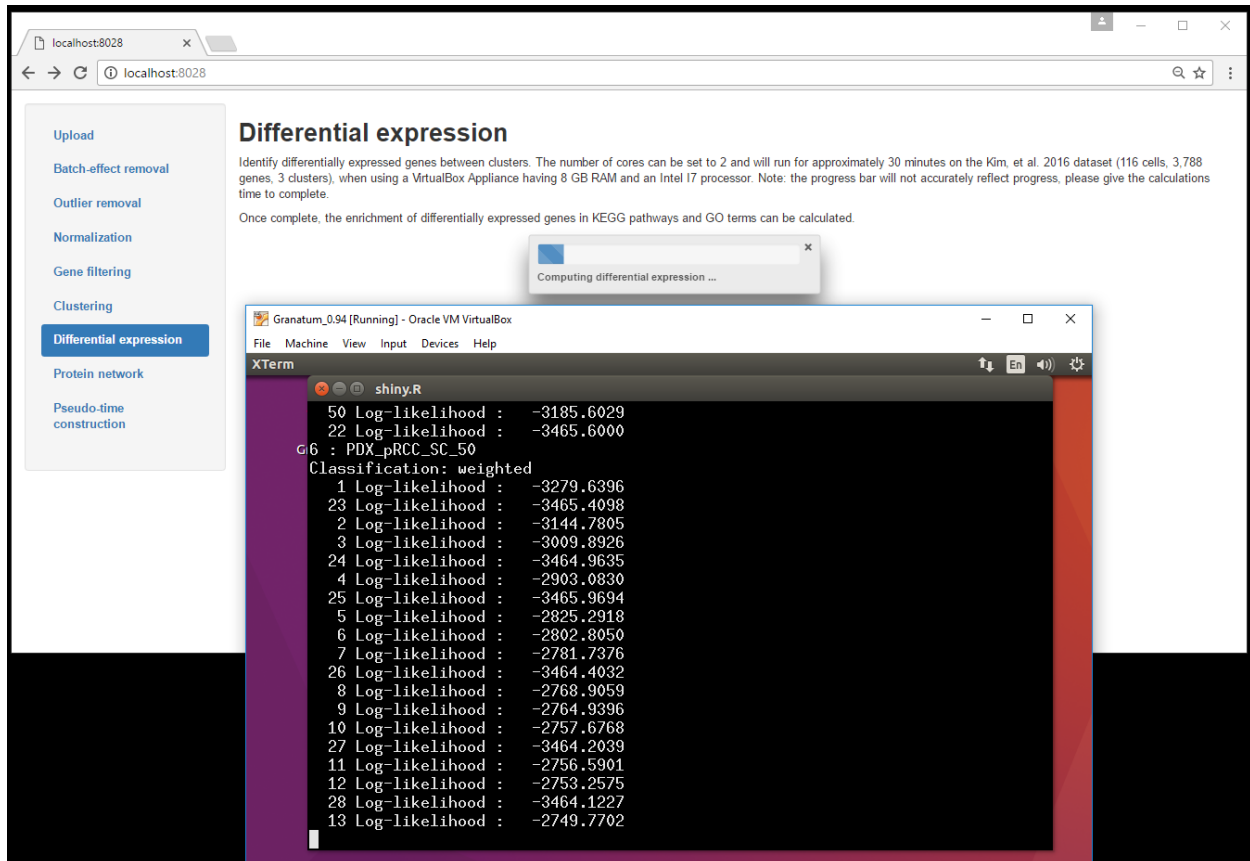 localhost:8028
localhost:8028
Upload
Batch-effect removal
Outlier removal
Normalization
Gene filtering
Clustering
Differential expression
Protein network
Pseudo-time
construction
Differential expression
Identify differentially expressed genes between clusters. The number of cores can be set to 2 and will run for approximately 30 minutes on the Kim, et al. 2016 dataset (116 cells, 3,788
genes, 3 clusters), when using a VirtualBox Appliance having 8 GB RAM and an Intel I7 processor. Note: the progress bar will not accurately reflect progress, please give the calculations
time to complete.
Once complete, the enrichment of differentially expressed genes in KEGG pathways and GO terms can be calculated.
Computing differential expression ...
Granatum_0.94 [Running] - Oracle VM VirtualBox
File Machine View Input Devices Help
XTerm En
shiny.R
50 Log-likelihood : -3185.6029
22 Log-likelihood : -3465.6000
G
6 : PDX_pRCC_SC_50
Classification: weighted
1 Log-likelihood : -3279.6396
23 Log-likelihood : -3465.4098
2 Log-likelihood : -3144.7805
3 Log-likelihood : -3009.8926
24 Log-likelihood : -3464.9635
4 Log-likelihood : -2903.0830
25 Log-likelihood : -3465.9694
5 Log-likelihood : -2825.2918
6 Log-likelihood : -2802.8050
7 Log-likelihood : -2781.7376
26 Log-likelihood : -3464.4032
8 Log-likelihood : -2768.9059
9 Log-likelihood : -2764.9396
10 Log-likelihood : -2757.6768
27 Log-likelihood : -3464.2039
11 Log-likelihood : -2756.5901
12 Log-likelihood : -2753.2575
28 Log-likelihood : -3464.1227
13 Log-likelihood : -2749.7702